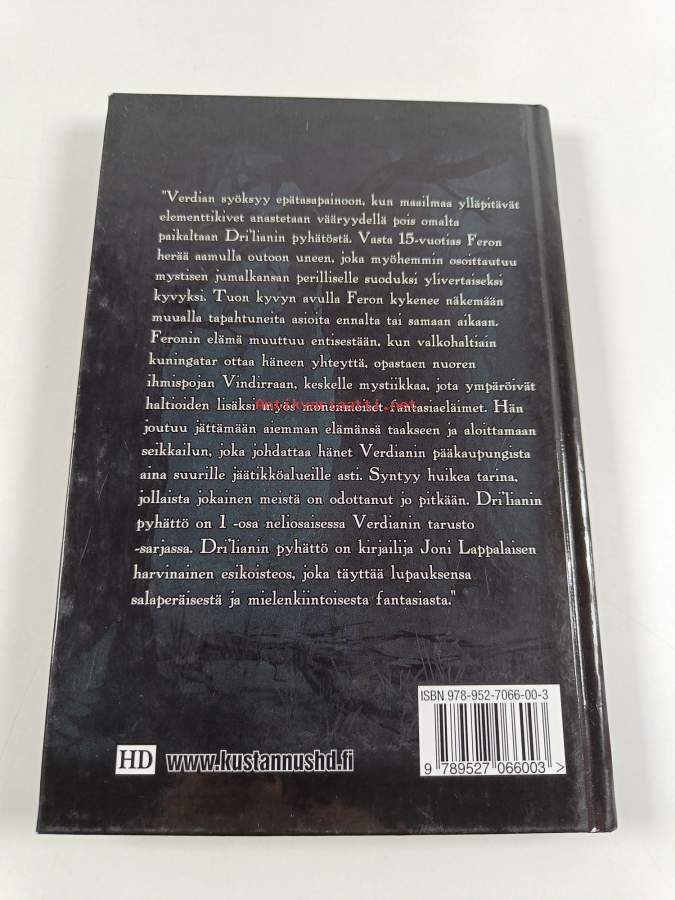 "Verdian syöksyy epätasapainoon, kun maailmaa ylläpitävät
elementtikivet anastetaan vääryydellä pois omalta
paikaltaan Dri'lianin pyhätöstä. Vasta 15-vuotias Feron
herää aamulla outoon uneen, joka myöhemmin osoittautuu
mystisen jumalkansan perilliselle suoduksi ylivertaiseksi
kyvyksi. Tuon kyvyn avulla Feron kykenee näkemään
muualla tapahtuneita asioita ennalta tai samaan aikaan.
Feronin elämä muuttuu entisestään, kun valkohaltiain
kuningatar ottaa häneen yhteyttä, opastaen nuoren
ihmispojan Vindirraan, keskelle mystiikkaa, jota ympäröivät
haltioiden lisäksi myös moninaiset fantasiaeläimet. Hän
antikvariaatti.net
joutuu jättämään aiemman elämänsä taakseen ja aloittamaan
seikkailun, joka johdattaa hänet Verdianin pääkaupungista
aina suurille jäätikköalueille asti. Syntyy huikea tarina,
jollaista jokainen meistä on odottanut jo pitkään. Dri'lianin
pyhättö on 1 -osa neliosaisessa Verdianin tarusto
-sarjassa. Dri'lianin pyhättö on kirjailija Joni Lappalaisen
harvinainen esikoisteos, joka täyttää lupauksensa
salaperäisestä ja mielenkiintoisesta fantasiasta."
ISBN 978-952-7066-00-3
9 789527 066003 >
HD www.kustannushd.fi